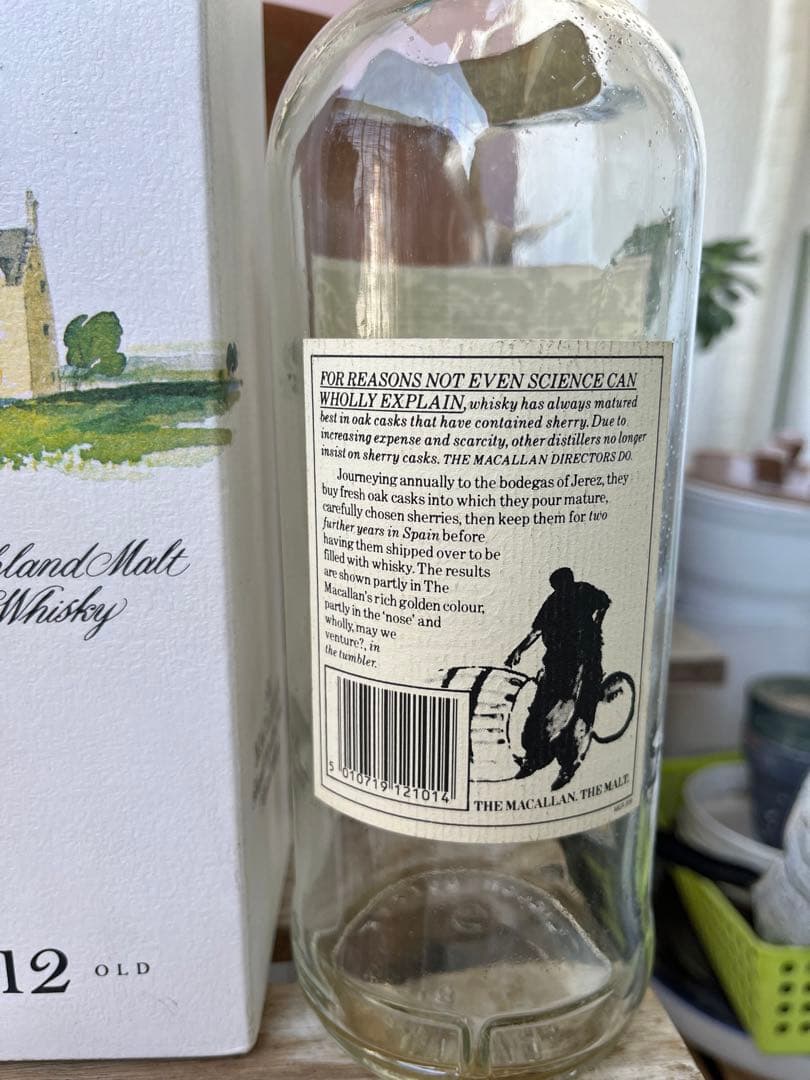 Highland Malt
Whisky
12 OLD
FOR REASONS NOT EVEN SCIENCE CAN
WHOLLY EXPLAIN, whisky has always matured
best in oak casks that have contained sherry. Due to
increasing expense and scarcity, other distillers no longer
insist on sherry casks. THE MACALLAN DIRECTORS DO.
Journeying annually to the bodegas of Jerez, they
buy fresh oak casks into which they pour mature,
carefully chosen sherries, then keep them for two
further years in Spain before
having them shipped over to be
filled with whisky. The results
are shown partly in The
Macallan's rich golden colour,
partly in the 'nose' and
wholly, may we
venture?, in
the tumbler.
5 010719 121014
THE MACALLAN. THE MALT.